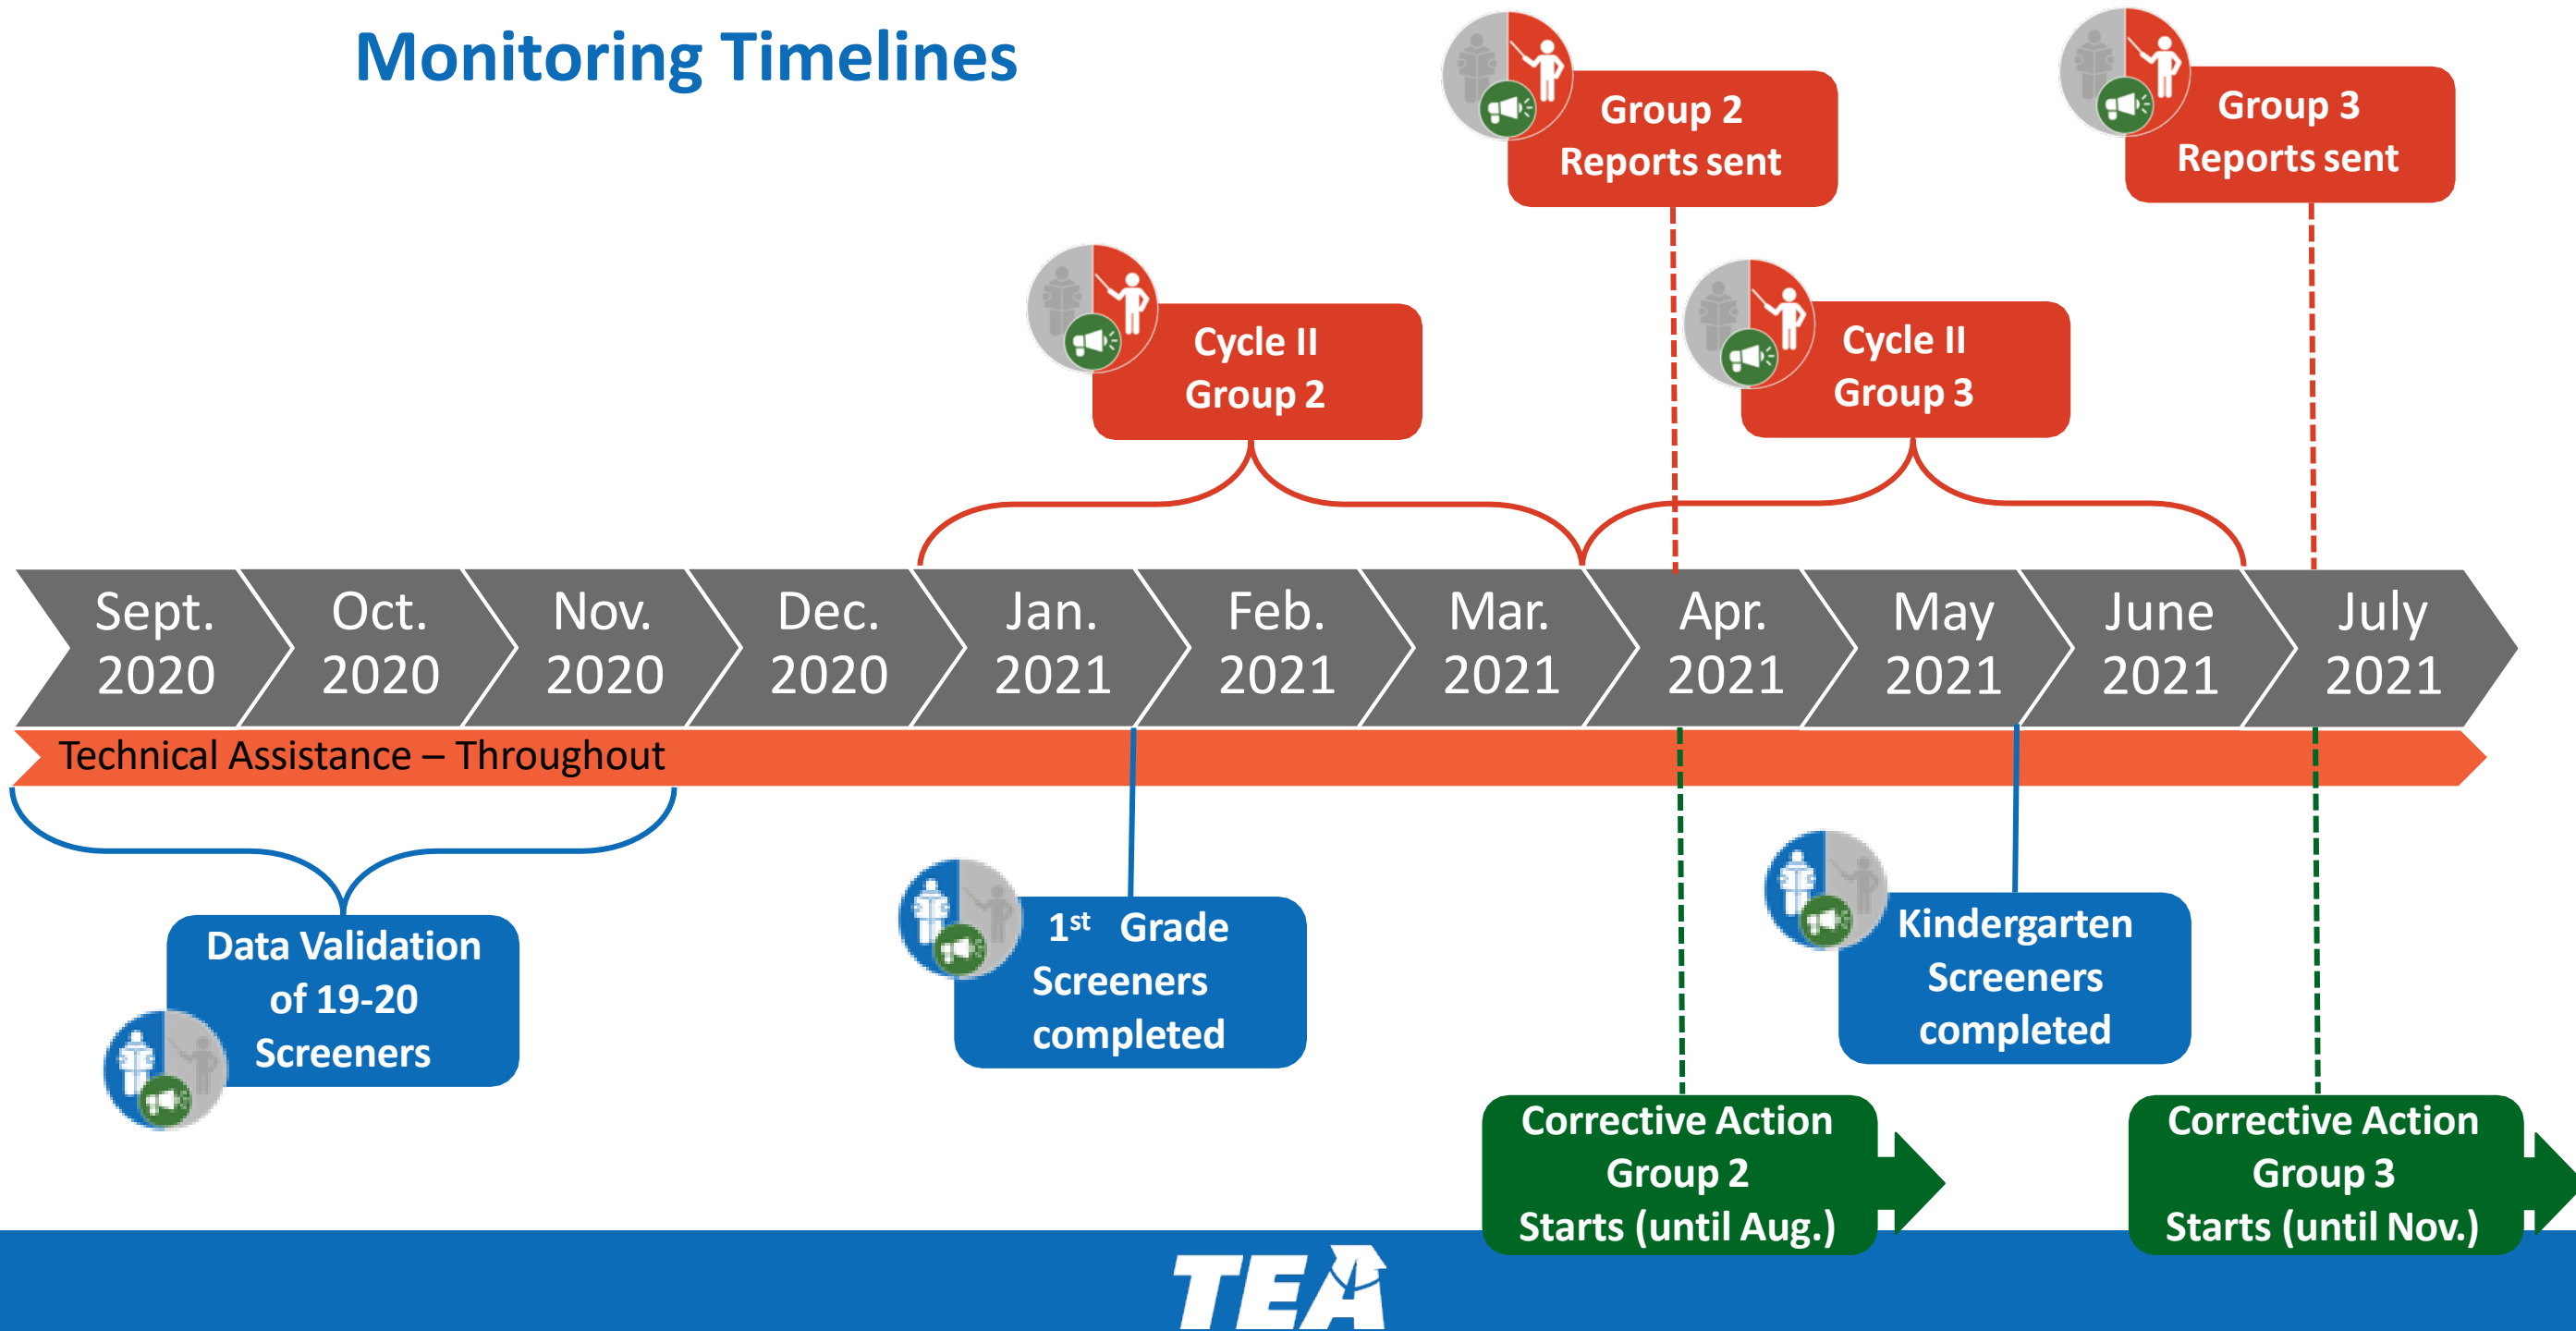 Monitoring Timelines
Group 2
Reports sent
Group 3
Reports sent
Cycle II
Group 2
Cycle II
Group 3
Sept.
2020
Oct.
2020
Nov.
2020
Dec.
2020
Jan.
2021
Feb.
2021
Mar.
2021
Apr.
2021
May
2021
June
2021
July
2021
Technical Assistance – Throughout
Data Validation
of 19-20
Screeners
1st Grade
Screeners
completed
Kindergarten
Screeners
completed
Corrective Action
Group 2
Starts (until Aug.)
Corrective Action
Group 3
Starts (until Nov.)
TEA